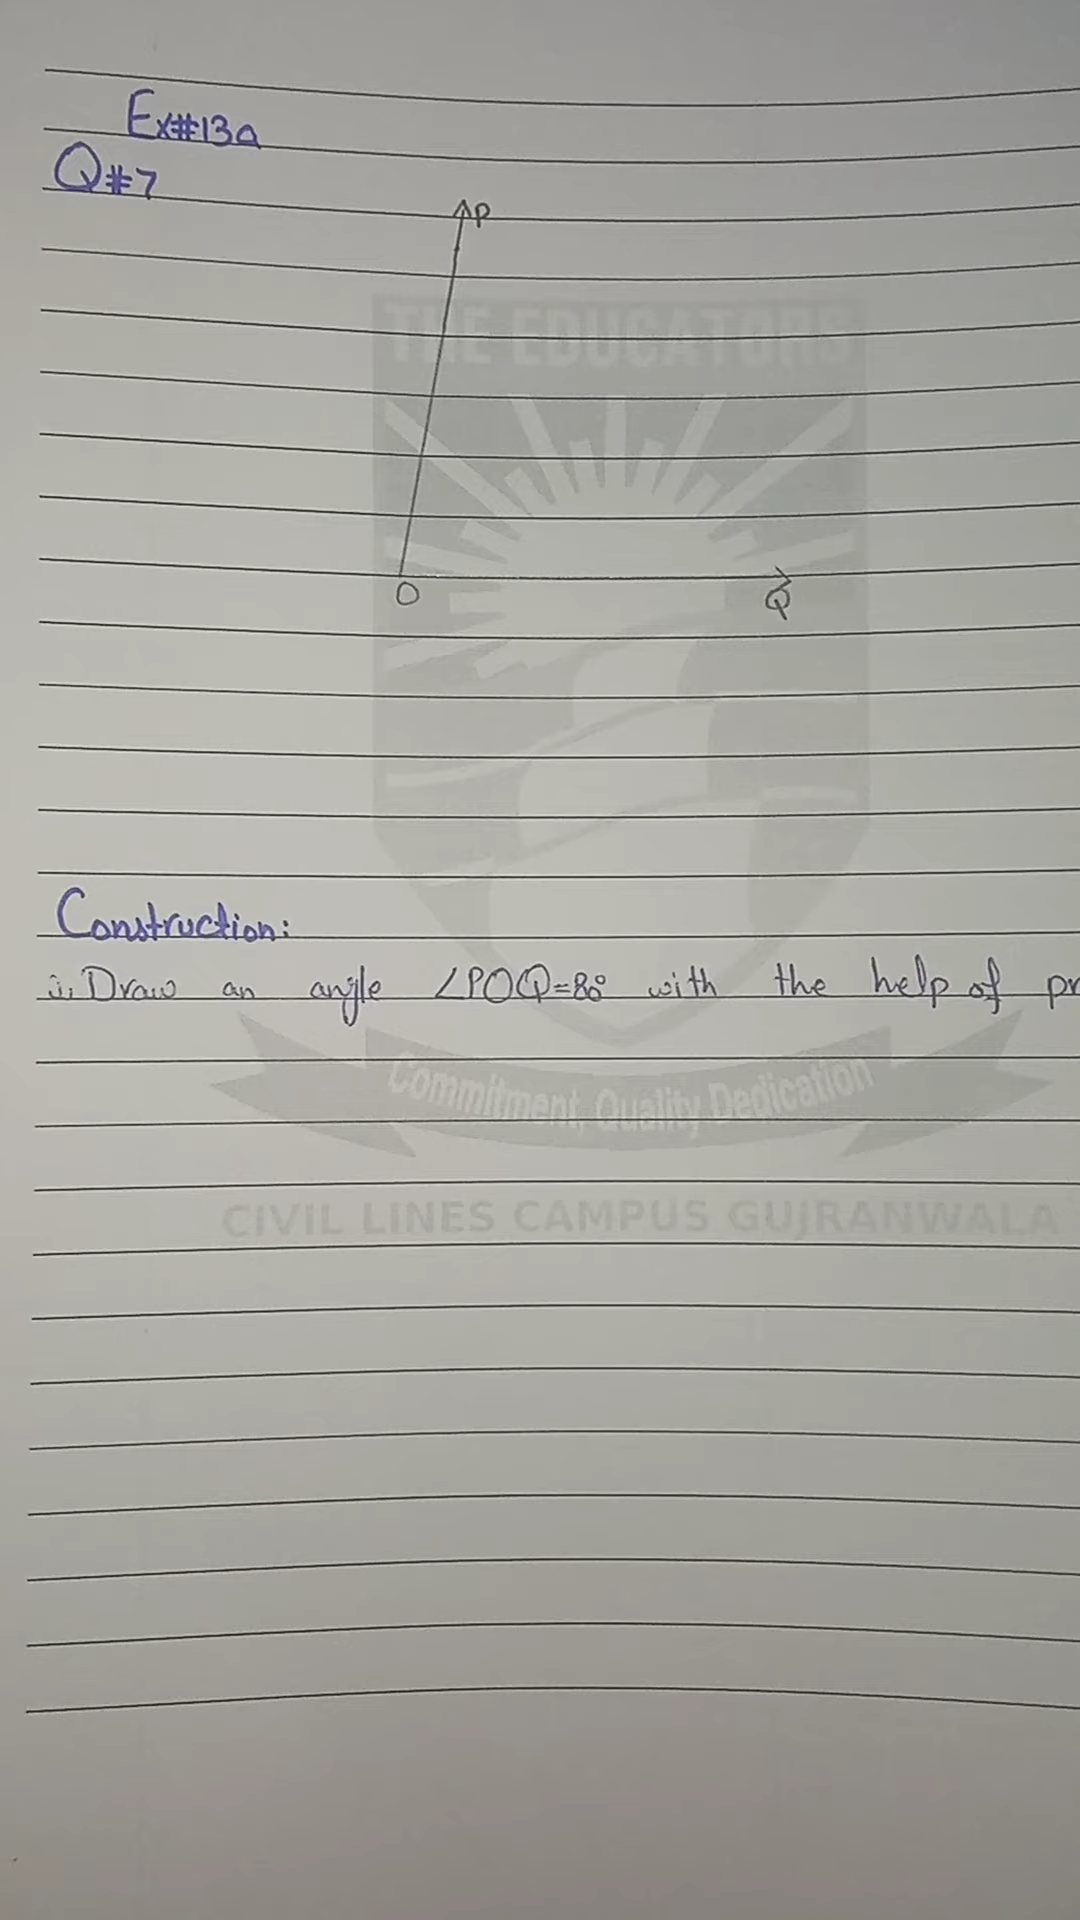 Ex#13a
Q#7
P
THE EDUCATORS
O
Q
Construction:
i, Draw an angle ∠POQ=80° with the help of pr
Commitment, Quality, Dedication
CIVIL LINES CAMPUS GUJRANWALA